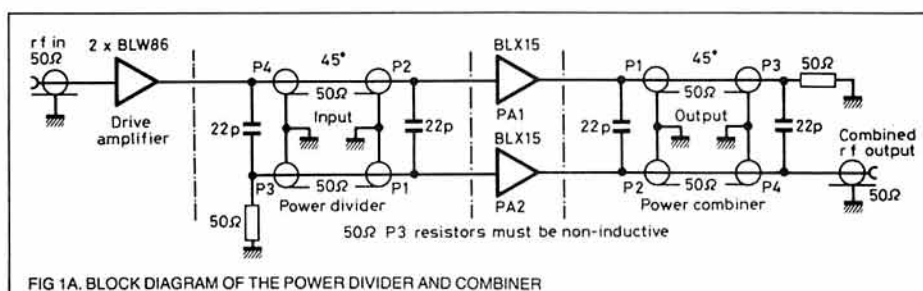 rf in
50Ω
2 x BLW86
Drive amplifier
P4
45°
P2
50Ω
22p
Input
22p
P3
50Ω
P1
50Ω
Power divider
BLX15
PA1
BLX15
PA2
P1
45°
P3
50Ω
50Ω
22p
Output
22p
P2
50Ω
P4
Power combiner
Combined
rf output
50Ω
50Ω P3 resistors must be non-inductive
FIG 1A. BLOCK DIAGRAM OF THE POWER DIVIDER AND COMBINER